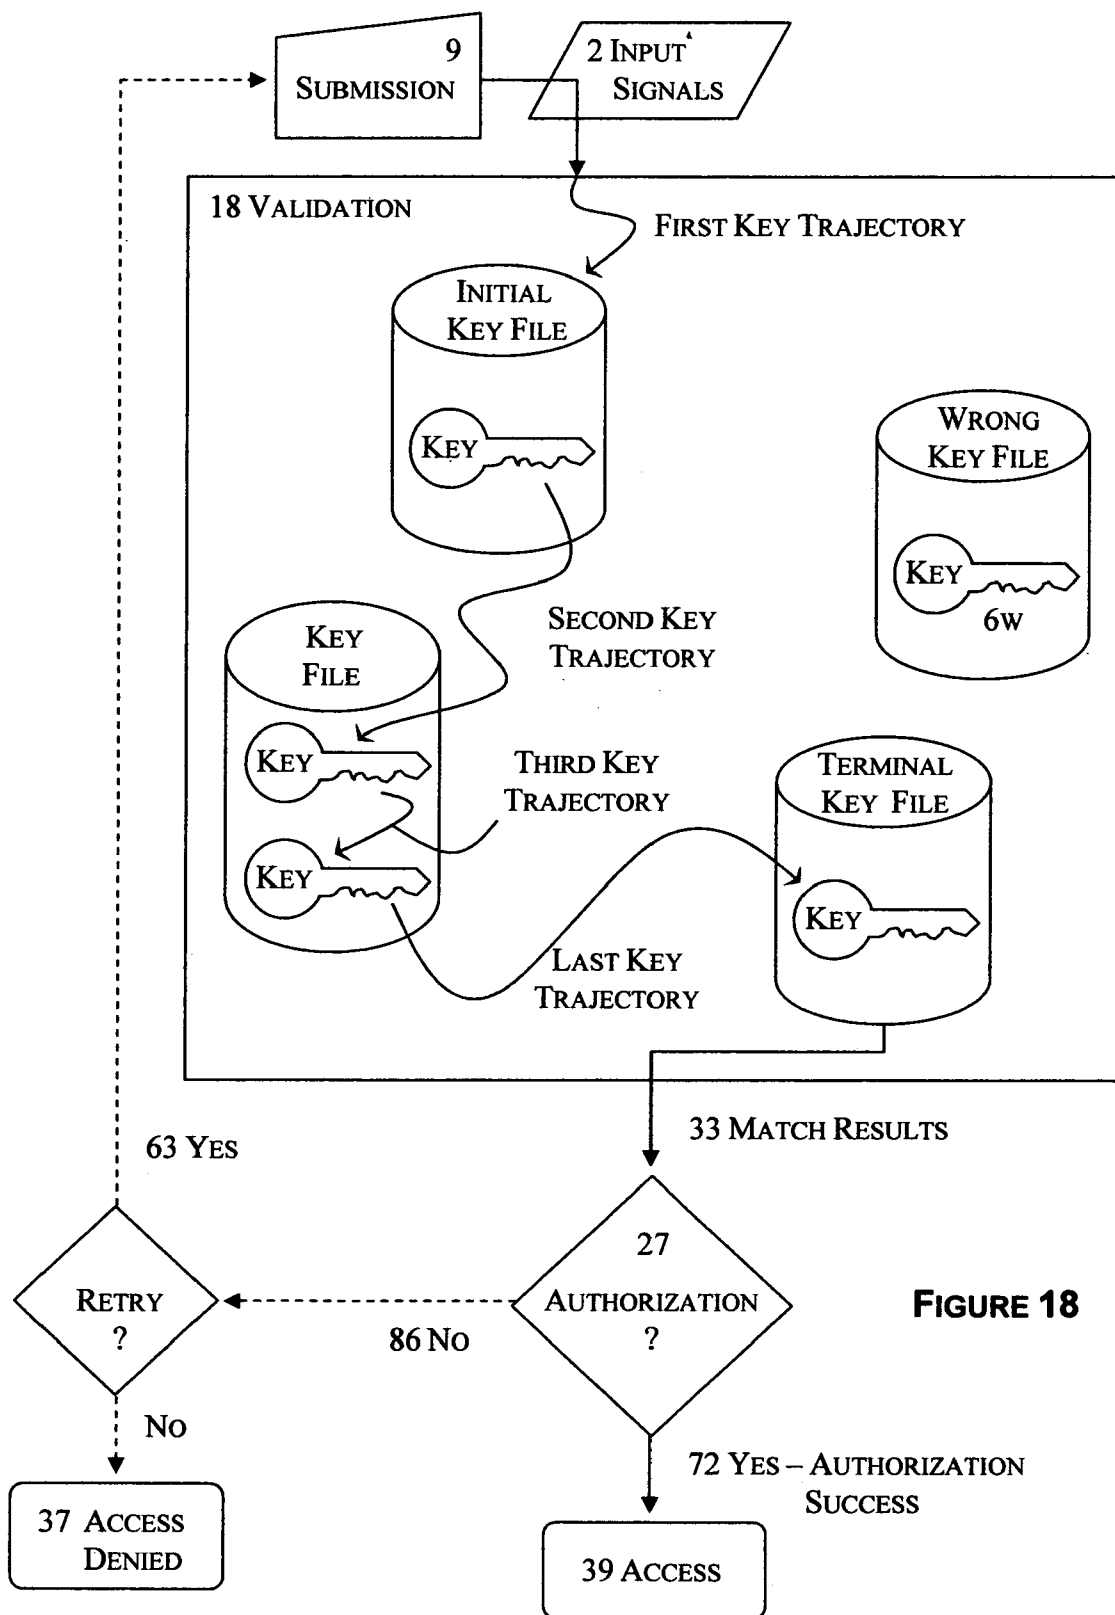 9
SUBMISSION
2 INPUT
SIGNALS
18 VALIDATION
FIRST KEY TRAJECTORY
INITIAL
KEY FILE
KEY
WRONG
KEY FILE
KEY
6W
SECOND KEY
TRAJECTORY
KEY
FILE
KEY
THIRD KEY
TRAJECTORY
KEY
TERMINAL
KEY FILE
KEY
LAST KEY
TRAJECTORY
33 MATCH RESULTS
63 YES
27
AUTHORIZATION
?
RETRY
?
86 NO
FIGURE 18
NO
72 YES – AUTHORIZATION
SUCCESS
37 ACCESS
DENIED
39 ACCESS